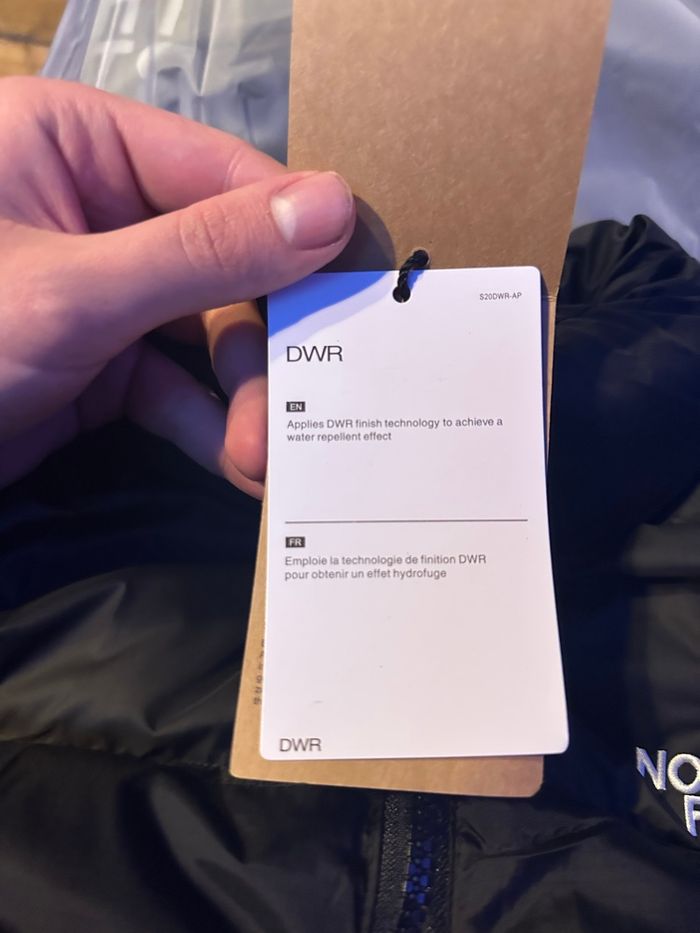 S20DWR-AP
DWR
EN
Applies DWR finish technology to achieve a
water repellent effect
FR
Emploie la technologie de finition DWR
pour obtenir un effet hydrofuge
DWR
NO
F